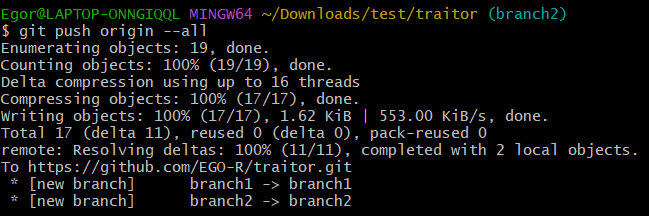 Egor@LAPTOP-ONNGIQQL MINGW64 ~/Downloads/test/traitor (branch2)
$ git push origin --all
Enumerating objects: 19, done.
Counting objects: 100% (19/19), done.
Delta compression using up to 16 threads
Compressing objects: 100% (17/17), done.
Writing objects: 100% (17/17), 1.62 KiB | 553.00 KiB/s, done.
Total 17 (delta 11), reused 0 (delta 0), pack-reused 0
remote: Resolving deltas: 100% (11/11), completed with 2 local objects.
To https://github.com/EGO-R/traitor.git
 * [new branch]      branch1 -> branch1
 * [new branch]      branch2 -> branch2